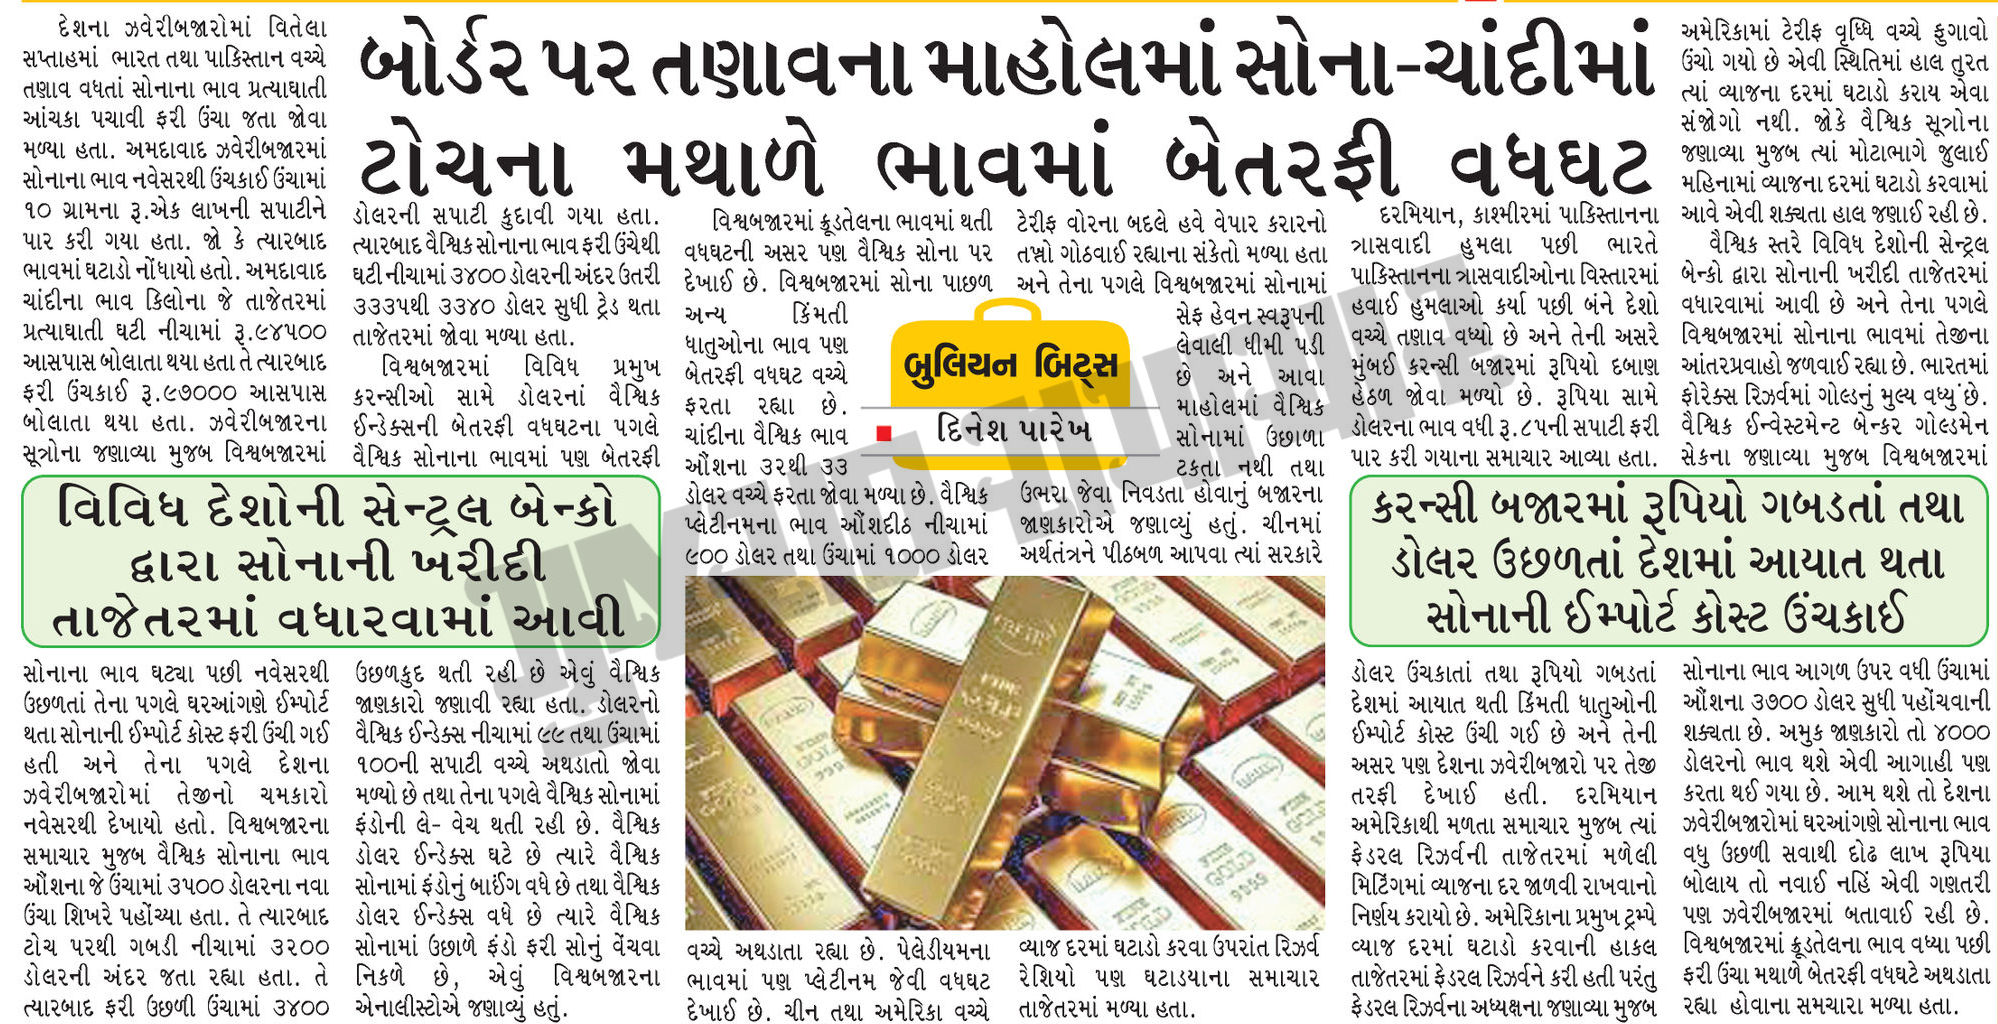 બોર્ડર પર તણાવના માહોલમાં સોના-ચાંદીમાં
ટોચના મથાળે ભાવમાં બેતરફી વધઘટ
દેશના ઝવેરીબજારોમાં વિતેલા
સપ્તાહમાં ભારત તથા પાકિસ્તાન વચ્ચે
તણાવ વધતાં સોનાના ભાવ પ્રત્યાઘાતી
આંચકા પચાવી ફરી ઉંચા જતા જોવા
મળ્યા હતા. અમદાવાદ ઝવેરીબજારમાં
સોનાના ભાવ નવેસરથી ઉંચકાઈ ઉંચામાં
૧૦ ગ્રામના રૂ.એક લાખની સપાટીને
પાર કરી ગયા હતા. જો કે ત્યારબાદ
ભાવમાં ઘટાડો નોંધાયો હતો. અમદાવાદ
ચાંદીના ભાવ કિલોના જે તાજેતરમાં
પ્રત્યાઘાતી ઘટી નીચામાં રૂ.૯૪૫૦૦
આસપાસ બોલાતા થયા હતા તે ત્યારબાદ
ફરી ઉંચકાઈ રૂ.૯૭૦૦૦ આસપાસ
બોલાતા થયા હતા. ઝવેરીબજારના
સૂત્રોના જણાવ્યા મુજબ વિશ્વબજારમાં
વિવિધ દેશોની સેન્ટ્રલ બેન્કો
દ્વારા સોનાની ખરીદી
તાજેતરમાં વધારવામાં આવી
સોનાના ભાવ ઘટ્યા પછી નવેસરથી
ઉછળતાં તેના પગલે ઘરઆંગણે ઈમ્પોર્ટ
થતા સોનાની ઈમ્પોર્ટ કોસ્ટ ફરી ઉંચી ગઈ
હતી અને તેના પગલે દેશના
ઝવેરીબજારોમાં તેજીનો ચમકારો
નવેસરથી દેખાયો હતો. વિશ્વબજારના
સમાચાર મુજબ વૈશ્વિક સોનાના ભાવ
ઔંશના જે ઉંચામાં ૩૫૦૦ ડોલરના નવા
ઉંચા શિખરે પહોંચ્યા હતા. તે ત્યારબાદ
ટોચ પરથી ગબડી નીચામાં ૩૨૦૦
ડોલરની અંદર જતા રહ્યા હતા. તે
ત્યારબાદ ફરી ઉછળી ઉંચામાં ૩૪૦૦
ડોલરની સપાટી કુદાવી ગયા હતા.
ત્યારબાદ વૈશ્વિક સોનાના ભાવ ફરી ઉંચેથી
ઘટી નીચામાં ૩૪૦૦ ડોલરની અંદર ઉતરી
૩૩૩૫થી ૩૩૪૦ ડોલર સુધી ટ્રેડ થતા
તાજેતરમાં જોવા મળ્યા હતા.
વિશ્વબજારમાં વિવિધ પ્રમુખ
કરન્સીઓ સામે ડોલરનાં વૈશ્વિક
ઈન્ડેક્સની બેતરફી વધઘટના પગલે
વૈશ્વિક સોનાના ભાવમાં પણ બેતરફી
ઉછળકુદ થતી રહી છે એવું વૈશ્વિક
જાણકારો જણાવી રહ્યા હતા. ડોલરનો
વૈશ્વિક ઈન્ડેક્સ નીચામાં ૯૯ તથા ઉંચામાં
૧૦૦ની સપાટી વચ્ચે અથડાતો જોવા
મળ્યો છે તથા તેના પગલે વૈશ્વિક સોનામાં
ફંડોની લે- વેચ થતી રહી છે. વૈશ્વિક
ડોલર ઈન્ડેક્સ ઘટે છે ત્યારે વૈશ્વિક
સોનામાં ફંડોનું બાઈંગ વધે છે તથા વૈશ્વિક
ડોલર ઈન્ડેક્સ વધે છે ત્યારે વૈશ્વિક
સોનામાં ઉછાળે ફંડો ફરી સોનું વેંચવા
નિકળે છે, એવું વિશ્વબજારના
એનાલીસ્ટોએ જણાવ્યું હતું.
વિશ્વબજારમાં ક્રૂડતેલના ભાવમાં થતી
વધઘટની અસર પણ વૈશ્વિક સોના પર
દેખાઈ છે. વિશ્વબજારમાં સોના પાછળ
અન્ય કિંમતી
ધાતુઓના ભાવ પણ
બેતરફી વધઘટ વચ્ચે
ફરતા રહ્યા છે.
ચાંદીના વૈશ્વિક ભાવ
ઔંશના ૩૨થી ૩૩
ડોલર વચ્ચે ફરતા જોવા મળ્યા છે. વૈશ્વિક
પ્લેટીનમના ભાવ ઔંશદીઠ નીચામાં
૯૦૦ ડોલર તથા ઉંચામાં ૧૦૦૦ ડોલર
બુલિયન બિટ્સ
દિનેશ પારેખ
વચ્ચે અથડાતા રહ્યા છે. પેલેડીયમના
ભાવમાં પણ પ્લેટીનમ જેવી વધઘટ
દેખાઈ છે. ચીન તથા અમેરિકા વચ્ચે
ટેરીફ વોરના બદલે હવે વેપાર કરારનો
તખ્તો ગોઠવાઈ રહ્યાના સંકેતો મળ્યા હતા
અને તેના પગલે વિશ્વબજારમાં સોનામાં
સેફ હેવન સ્વરૂપની
લેવાલી ધીમી પડી
છે અને આવા
માહોલમાં વૈશ્વિક
સોનામાં ઉછાળા
ટકતા નથી તથા
ઉભરા જેવા નિવડતા હોવાનું બજારના
જાણકારોએ જણાવ્યું હતું. ચીનમાં
અર્થતંત્રને પીઠબળ આપવા ત્યાં સરકારે
વ્યાજ દરમાં ઘટાડો કરવા ઉપરાંત રિઝર્વ
રેશિયો પણ ઘટાડયાના સમાચાર
તાજેતરમાં મળ્યા હતા.
દરમિયાન, કાશ્મીરમાં પાકિસ્તાનના
ત્રાસવાદી હુમલા પછી ભારતે
પાકિસ્તાનના ત્રાસવાદીઓના વિસ્તારમાં
હવાઈ હુમલાઓ કર્યા પછી બંને દેશો
વચ્ચે તણાવ વધ્યો છે અને તેની અસરે
મુંબઈ કરન્સી બજારમાં રૂપિયો દબાણ
હેઠળ જોવા મળ્યો છે. રૂપિયા સામે
ડોલરના ભાવ વધી રૂ.૮૫ની સપાટી ફરી
પાર કરી ગયાના સમાચાર આવ્યા હતા.
કરન્સી બજારમાં રૂપિયો ગબડતાં તથા
ડોલર ઉછળતાં દેશમાં આયાત થતા
સોનાની ઈમ્પોર્ટ કોસ્ટ ઉંચકાઈ
ડોલર ઉંચકાતાં તથા રૂપિયો ગબડતાં
દેશમાં આયાત થતી કિંમતી ધાતુઓની
ઈમ્પોર્ટ કોસ્ટ ઉંચી ગઈ છે અને તેની
અસર પણ દેશના ઝવેરીબજારો પર તેજી
તરફી દેખાઈ હતી. દરમિયાન
અમેરિકાથી મળતા સમાચાર મુજબ ત્યાં
ફેડરલ રિઝર્વની તાજેતરમાં મળેલી
મિટિંગમાં વ્યાજના દર જાળવી રાખવાનો
નિર્ણય કરાયો છે. અમેરિકાના પ્રમુખ ટ્રમ્પે
વ્યાજ દરમાં ઘટાડો કરવાની હાકલ
તાજેતરમાં ફેડરલ રિઝર્વને કરી હતી પરંતુ
ફેડરલ રિઝર્વના અધ્યક્ષના જણાવ્યા મુજબ
અમેરિકામાં ટેરીફ વૃધ્ધિ વચ્ચે ફુગાવો
ઉંચો ગયો છે એવી સ્થિતિમાં હાલ તુરત
ત્યાં વ્યાજના દરમાં ઘટાડો કરાય એવા
સંજોગો નથી. જોકે વૈશ્વિક સૂત્રોના
જણાવ્યા મુજબ ત્યાં મોટાભાગે જુલાઈ
મહિનામાં વ્યાજના દરમાં ઘટાડો કરવામાં
આવે એવી શક્યતા હાલ જણાઈ રહી છે.
વૈશ્વિક સ્તરે વિવિધ દેશોની સેન્ટ્રલ
બેન્કો દ્વારા સોનાની ખરીદી તાજેતરમાં
વધારવામાં આવી છે અને તેના પગલે
વિશ્વબજારમાં સોનાના ભાવમાં તેજીના
આંતરપ્રવાહો જળવાઈ રહ્યા છે. ભારતમાં
ફોરેક્સ રિઝર્વમાં ગોલ્ડનું મુલ્ય વધ્યું છે.
વૈશ્વિક ઈન્વેસ્ટમેન્ટ બેન્કર ગોલ્ડમેન
સેકના જણાવ્યા મુજબ વિશ્વબજારમાં
સોનાના ભાવ આગળ ઉપર વધી ઉંચામાં
ઔંશના ૩૭૦૦ ડોલર સુધી પહોંચવાની
શક્યતા છે. અમુક જાણકારો તો ૪૦૦૦
ડોલરનો ભાવ થશે એવી આગાહી પણ
કરતા થઈ ગયા છે. આમ થશે તો દેશના
ઝવેરીબજારોમાં ઘરઆંગણે સોનાના ભાવ
વધુ ઉછળી સવાથી દોઢ લાખ રૂપિયા
બોલાય તો નવાઈ નહિં એવી ગણતરી
પણ ઝવેરીબજારમાં બતાવાઈ રહી છે.
વિશ્વબજારમાં ક્રૂડતેલના ભાવ વધ્યા પછી
ફરી ઉંચા મથાળે બેતરફી વધઘટે અથડાતા
રહ્યા હોવાના સમચારા મળ્યા હતા.
ગુજરાત સમાચાર